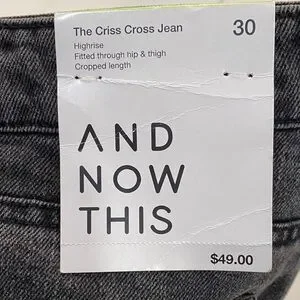 The Criss Cross Jean 30
Highrise
Fitted through hip & thigh
Cropped length
AND
NOW
THIS
$49.00